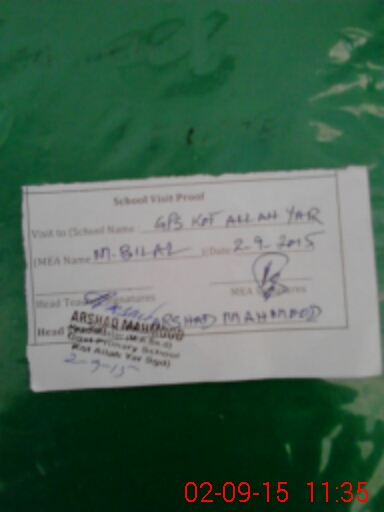 School Visit Proof
Visit to (School Name GPS KOT ALLAH YAR
(MEA Name M. BILAL )(Date 2-9-2015
Head Signatures MEA
Head ARSHAD MAHMOOD
ARSHAD MAHMOOD
Govt Primary School
Kot Allah Yar Sgd)
2-9-15
02-09-15 11:35